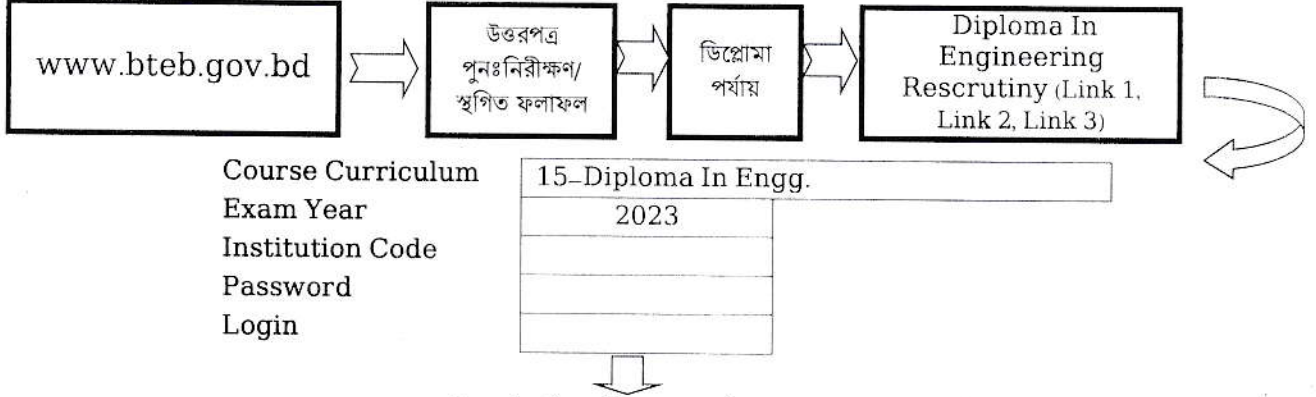 www.bteb.gov.bd
উত্তরপত্র
পুনঃনিরীক্ষণ/
স্থগিত ফলাফল
ডিপ্লোমা
পর্যায়
Diploma In
Engineering
Rescrutiny (Link 1,
Link 2, Link 3)
Course Curriculum 15–Diploma In Engg.
Exam Year 2023
Institution Code
Password
Login